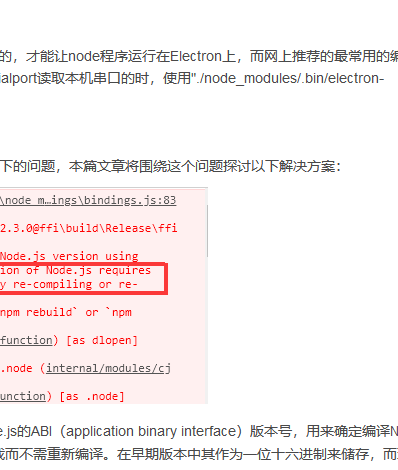 的，才能让node程序运行在Electron上，而网上推荐的最常用的编
ialport读取本机串口的时，使用"./node_modules/.bin/electron-
下的问题，本篇文章将围绕这个问题探讨以下解决方案：
\node_m…ings\bindings.js:83
2.3.0@ffi\build\Release\ffi
Node.js version using
ion of Node.js requires
y re-compiling or re-
npm rebuild` or `npm
function) [as dlopen]
.node (internal/modules/cj
function) [as .node]
e.js的ABI（application binary interface）版本号，用来确定编译N
而不需重新编译。在早期版本中其作为一位十六进制来储存，而